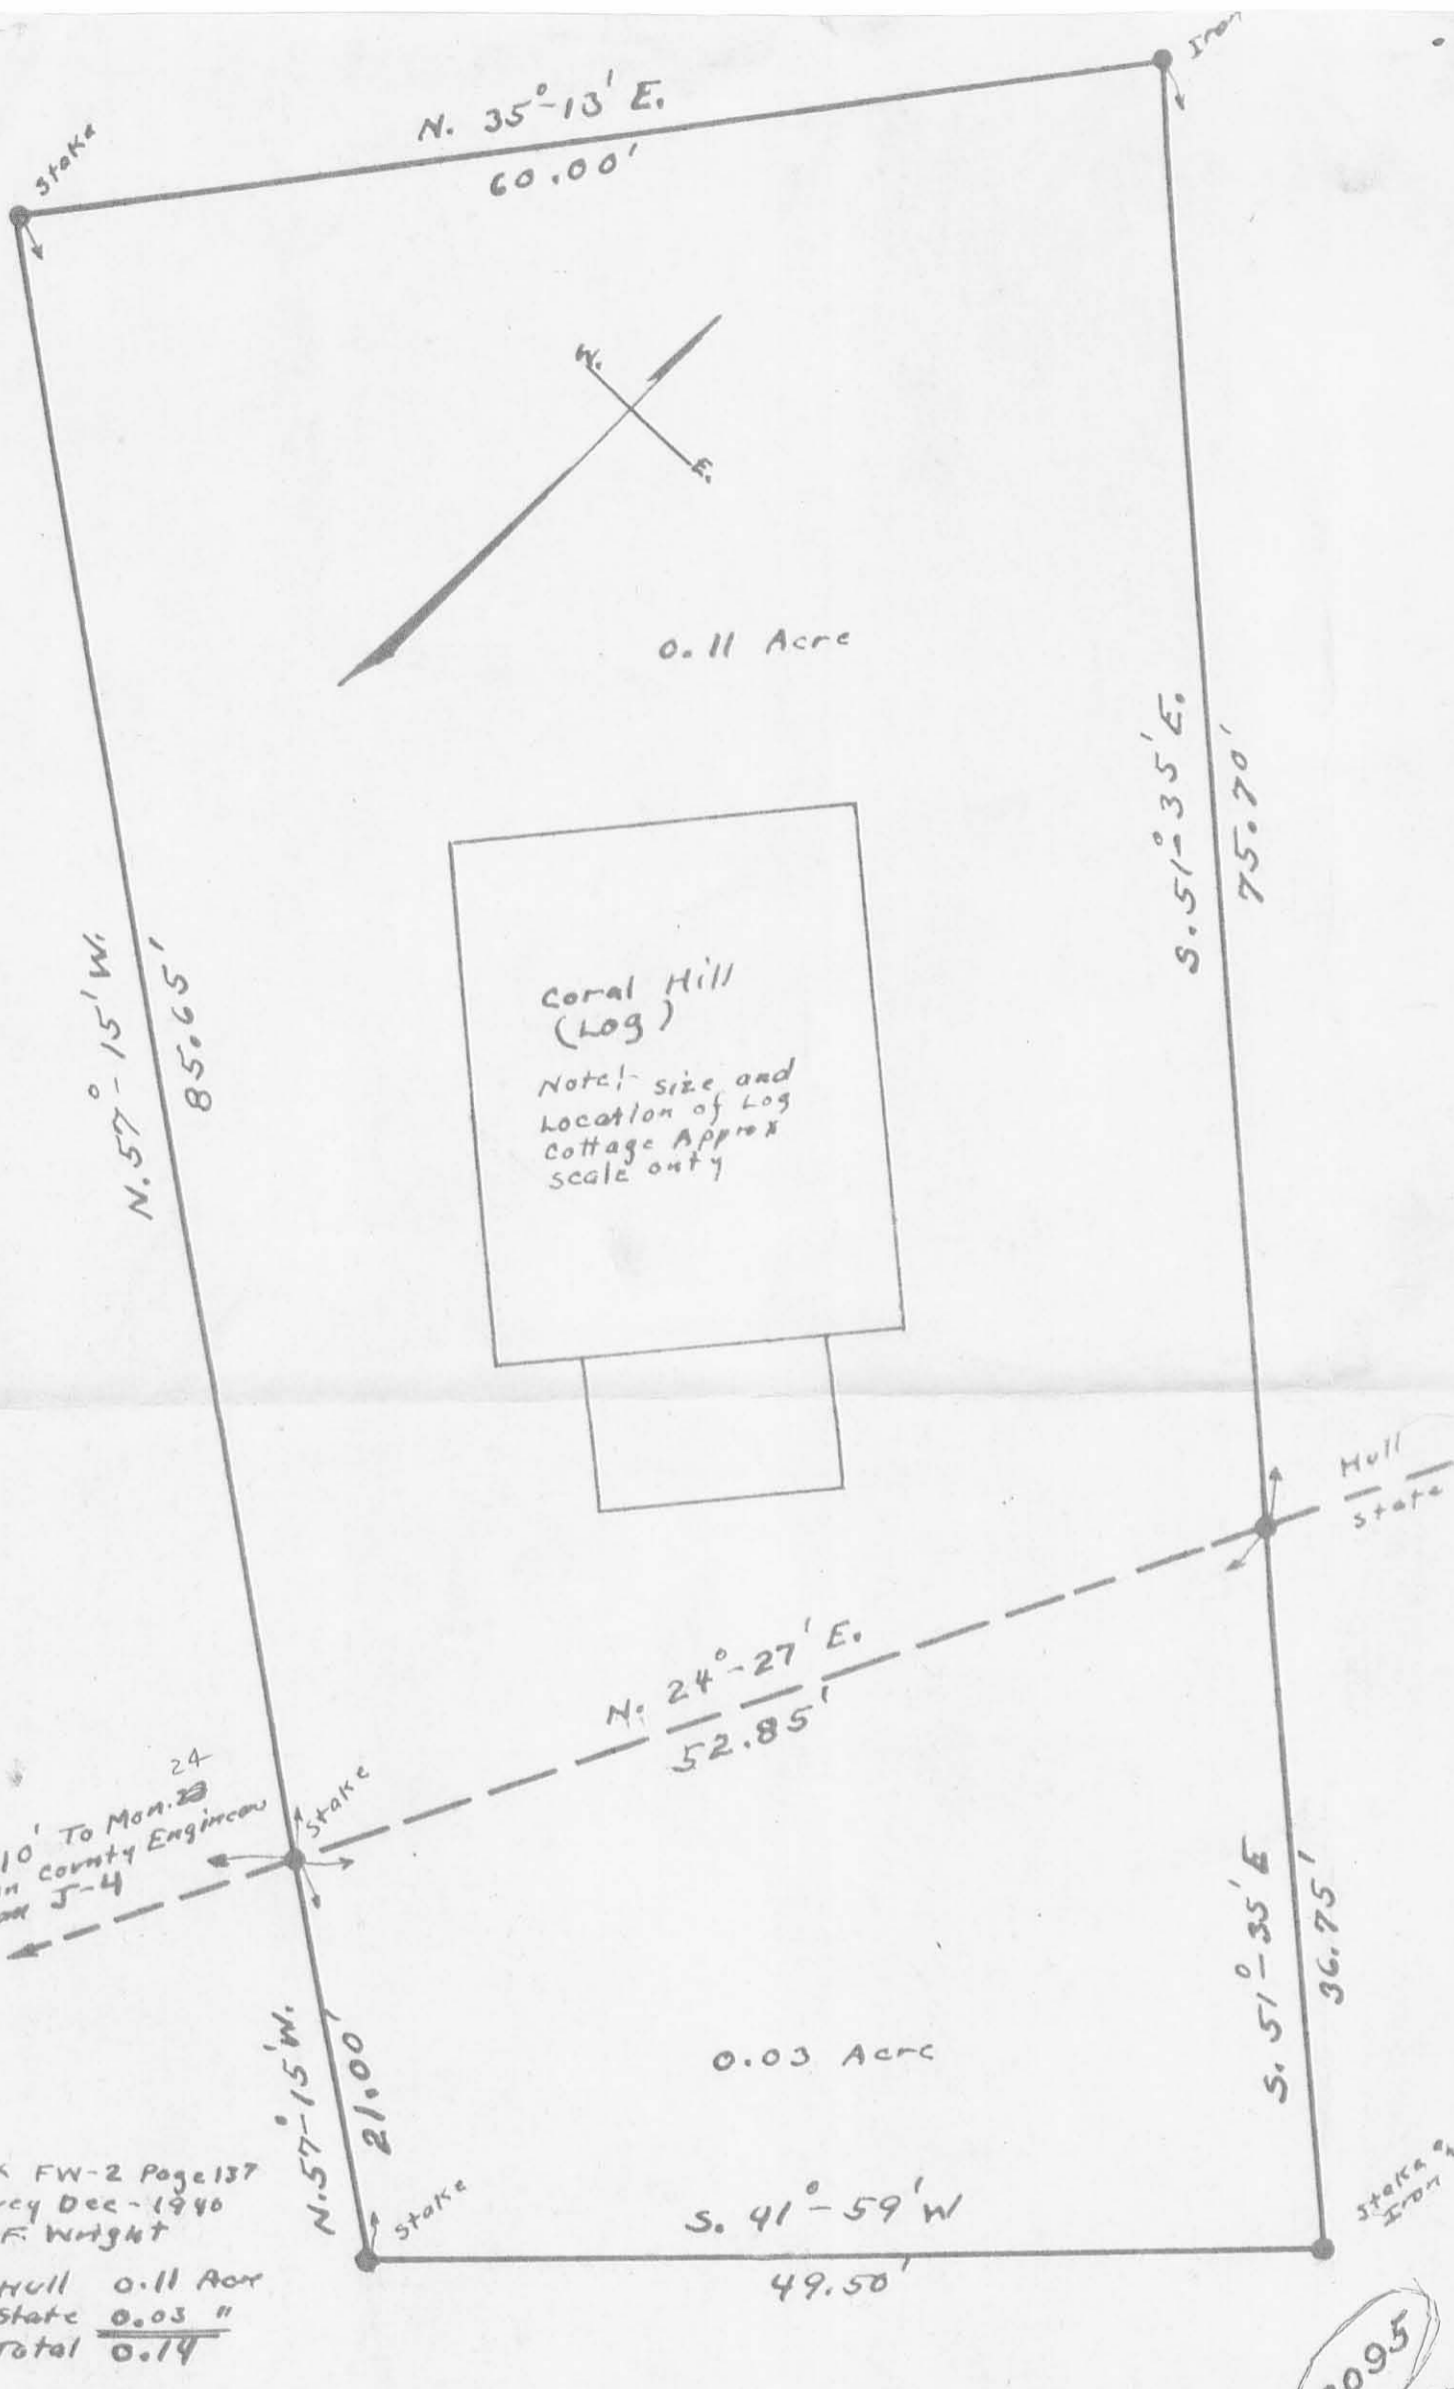 Iron
Stake
N. 35°-13' E.
60.00'
W.
E.
0.11 Acre
S. 51°-35' E.
75.70'
N. 57°-15' W.
85.65'
Coral Hill
(Log)
Note:- size and
Location of Log
Cottage Approx
scale only
Hull
State
N. 24°-27' E.
52.85'
24
10' To Mon.
County Engineer
J-4
Stake
S. 51°-35' E
36.75'
N. 57°-15' W.
21.00'
0.03 Acre
FW-2 Page 137
Dec-1940
F. Wright
Hull 0.11 Acre
State 0.03 "
Total 0.14
Stake
S. 41°-59' W
49.50'
Stake
Iron
095